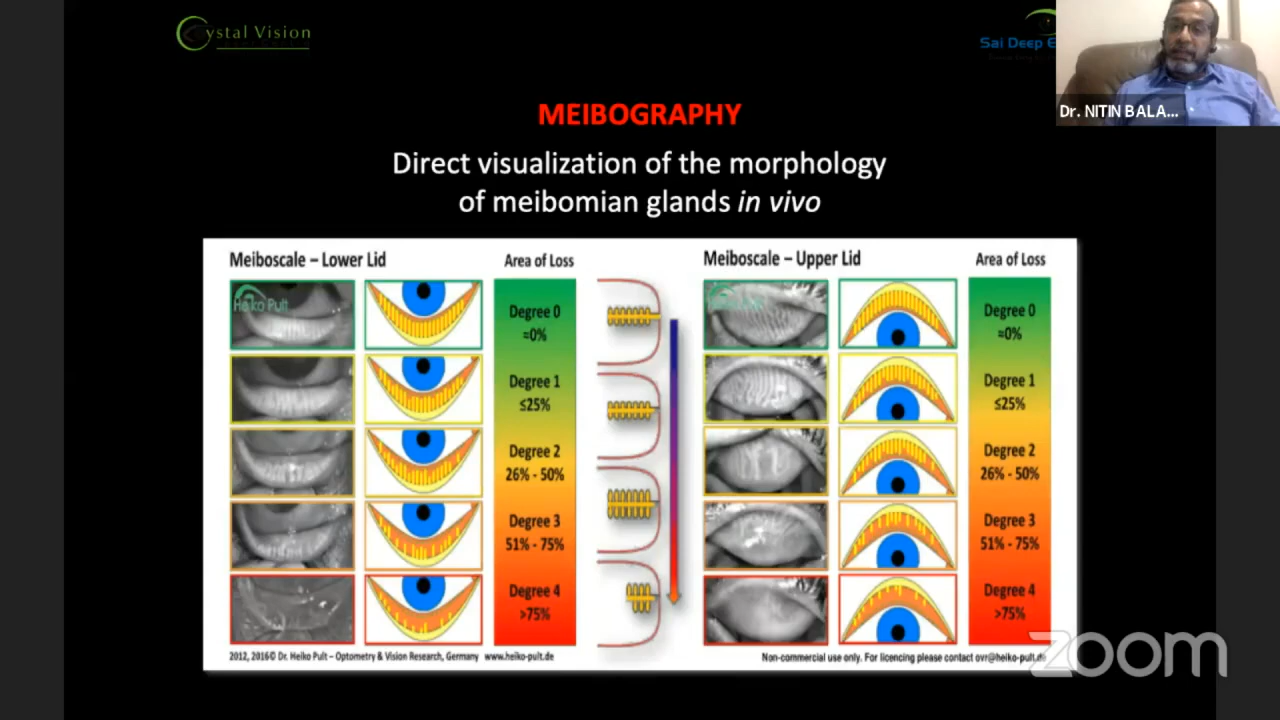 ystal Vision
Sai Deep E
Dr. NITIN BALA...
MEIBOGRAPHY
Direct visualization of the morphology
of meibomian glands in vivo
Meiboscale – Lower Lid
Area of Loss
Heiko Pult
Degree 0
≈0%
Degree 1
≤25%
Degree 2
26% - 50%
Degree 3
51% - 75%
Degree 4
>75%
2012, 2016© Dr. Heiko Pult – Optometry & Vision Research, Germany www.heiko-pult.de
Meiboscale – Upper Lid
Area of Loss
Degree 0
≈0%
Degree 1
≤25%
Degree 2
26% - 50%
Degree 3
51% - 75%
Degree 4
>75%
Non-commercial use only. For licencing please contact ovr@heiko-pult.de
zoom